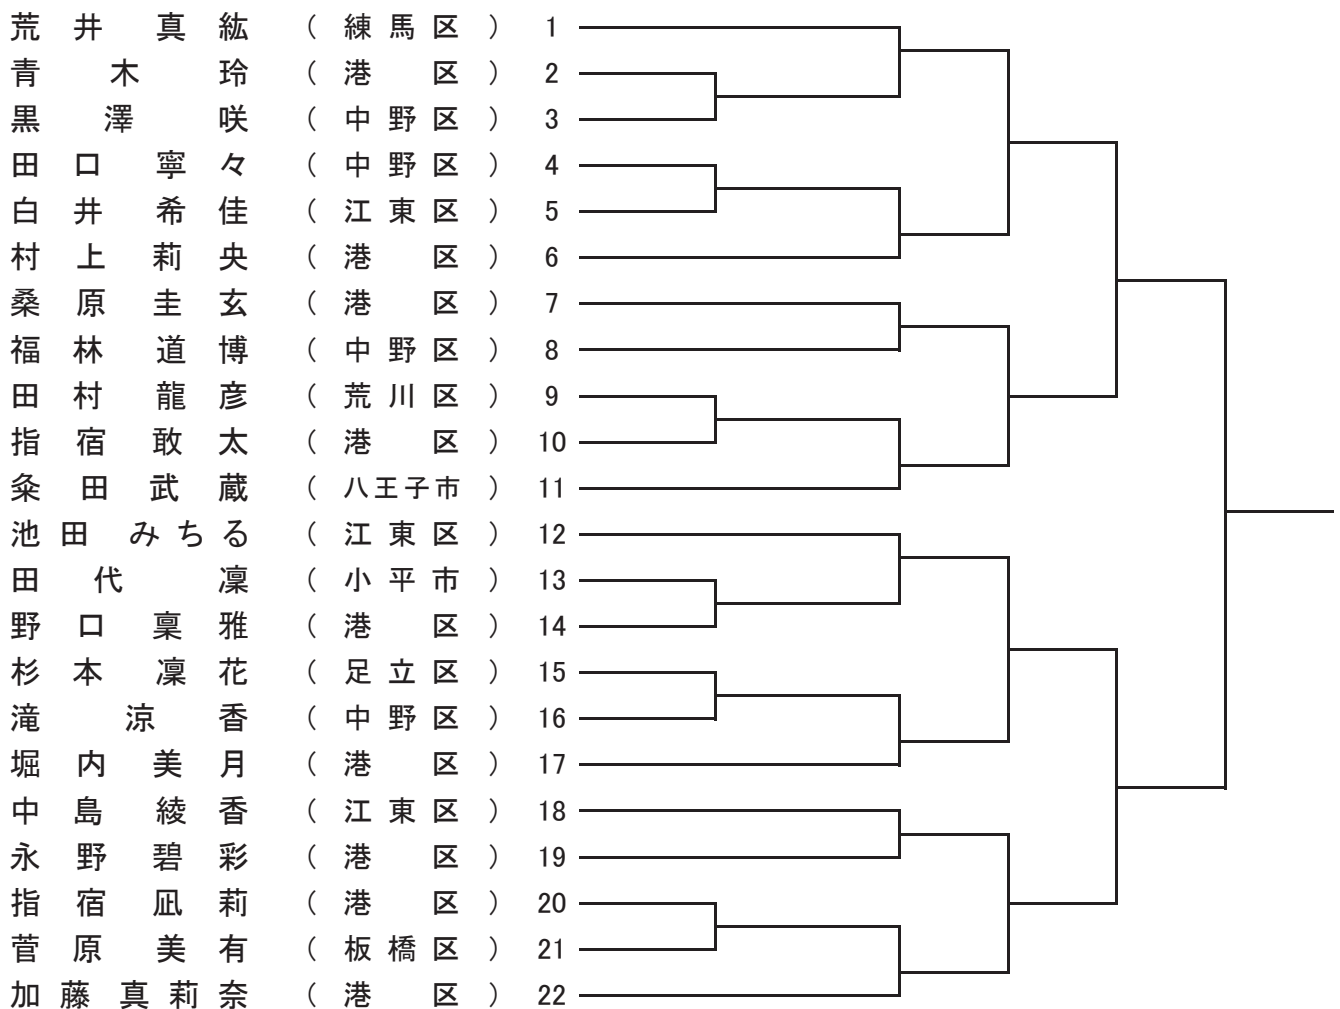 荒井 真紘 (練馬区) 1
青木 玲 (港区) 2
黒澤 咲 (中野区) 3
田口 寧々 (中野区) 4
白井 希佳 (江東区) 5
村上 莉央 (港区) 6
桑原 圭玄 (港区) 7
福林 道博 (中野区) 8
田村 龍彦 (荒川区) 9
指宿 敢太 (港区) 10
粂田 武蔵 (八王子市) 11
池田 みちる (江東区) 12
田代 凜 (小平市) 13
野口 稟雅 (港区) 14
杉本 凜花 (足立区) 15
滝 涼香 (中野区) 16
堀内 美月 (港区) 17
中島 綾香 (江東区) 18
永野 碧彩 (港区) 19
指宿 凪莉 (港区) 20
菅原 美有 (板橋区) 21
加藤 真莉奈 (港区) 22